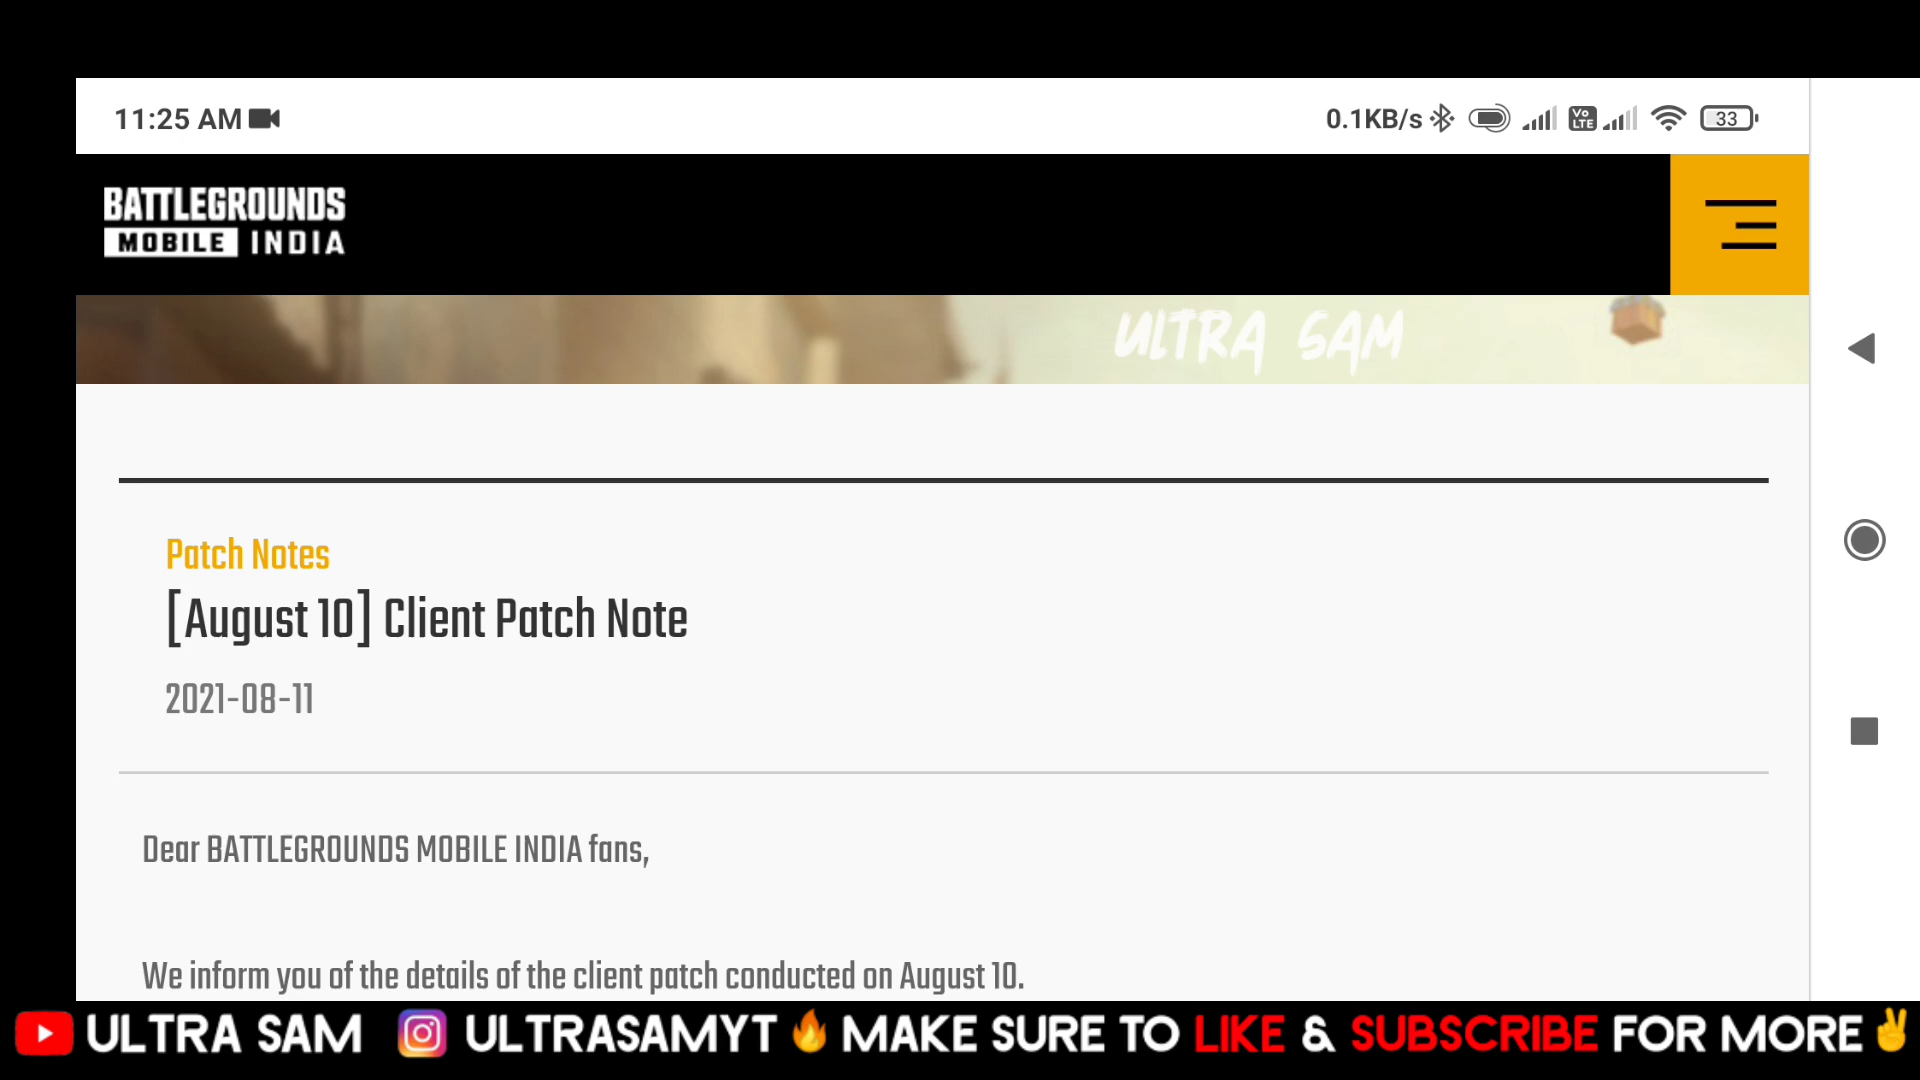 11:25 AM
0.1KB/s
Vo
LTE
33
BATTLEGROUNDS
MOBILE INDIA
ULTRA SAM
Patch Notes
[August 10] Client Patch Note
2021-08-11
Dear BATTLEGROUNDS MOBILE INDIA fans,
We inform you of the details of the client patch conducted on August 10.
ULTRA SAM ULTRASAMYT🔥MAKE SURE TO LIKE & SUBSCRIBE FOR MORE✌